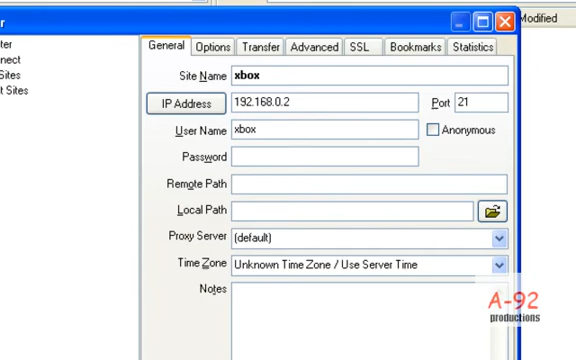 Modified
General Options Transfer Advanced SSL Bookmarks Statistics
Site Name xbox
IP Address 192.168.0.2 Port 21
User Name xbox Anonymous
Password
Remote Path
Local Path
Proxy Server (default)
Time Zone Unknown Time Zone / Use Server Time
Notes
Sites
t Sites
A-92
productions